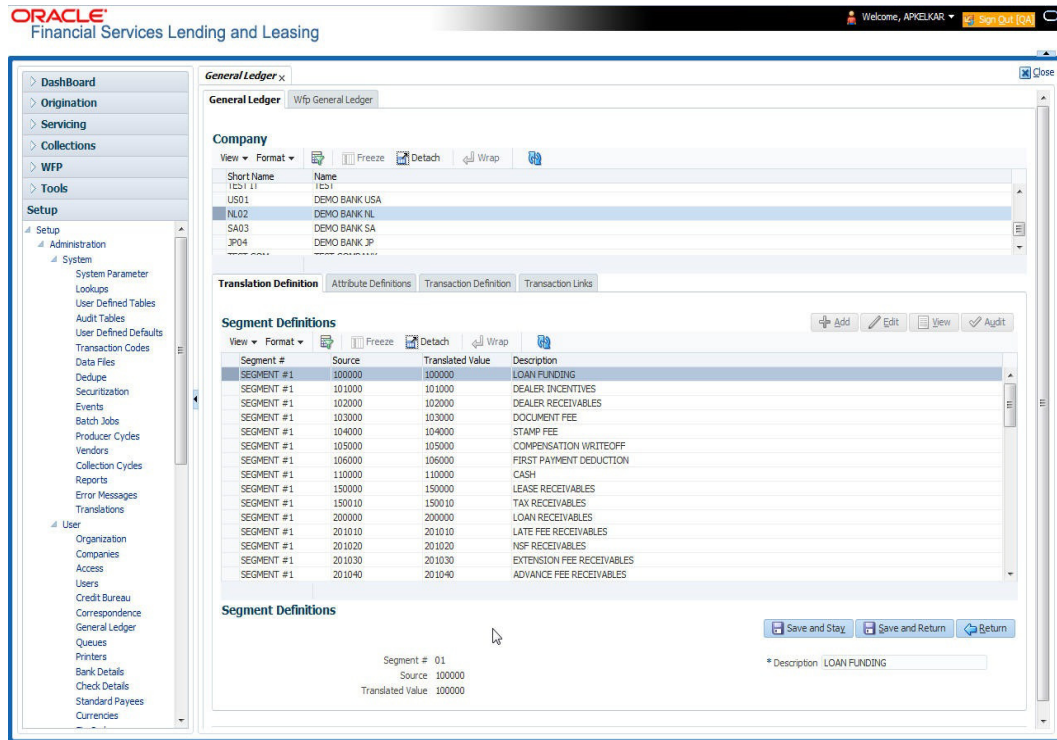 ORACLE'
Financial Services Lending and Leasing
Welcome, APKELKAR
Sign Out [QA]
Close
DashBoard
Origination
Servicing
Collections
WFP
Tools
Setup
Setup
Administration
System
System Parameter
Lookups
User Defined Tables
Audit Tables
User Defined Defaults
Transaction Codes
Data Files
Dedupe
Securitization
Events
Batch Jobs
Producer Cycles
Vendors
Collection Cycles
Reports
Error Messages
Translations
User
Organization
Companies
Access
Users
Credit Bureau
Correspondence
General Ledger
Queues
Printers
Bank Details
Check Details
Standard Payees
Currencies
General Ledger x
General Ledger Wfp General Ledger
Company
View Format Freeze Detach Wrap
Short Name Name
TEST IT TEST
US01 DEMO BANK USA
NL02 DEMO BANK NL
SA03 DEMO BANK SA
JP04 DEMO BANK JP
TEST COM TEST COMPANY
Translation Definition Attribute Definitions Transaction Definition Transaction Links
Segment Definitions
Add Edit View Audit
View Format Freeze Detach Wrap
Segment # Source Translated Value Description
SEGMENT #1 100000 100000 LOAN FUNDING
SEGMENT #1 101000 101000 DEALER INCENTIVES
SEGMENT #1 102000 102000 DEALER RECEIVABLES
SEGMENT #1 103000 103000 DOCUMENT FEE
SEGMENT #1 104000 104000 STAMP FEE
SEGMENT #1 105000 105000 COMPENSATION WRITEOFF
SEGMENT #1 106000 106000 FIRST PAYMENT DEDUCTION
SEGMENT #1 110000 110000 CASH
SEGMENT #1 150000 150000 LEASE RECEIVABLES
SEGMENT #1 150010 150010 TAX RECEIVABLES
SEGMENT #1 200000 200000 LOAN RECEIVABLES
SEGMENT #1 201010 201010 LATE FEE RECEIVABLES
SEGMENT #1 201020 201020 NSF RECEIVABLES
SEGMENT #1 201030 201030 EXTENSION FEE RECEIVABLES
SEGMENT #1 201040 201040 ADVANCE FEE RECEIVABLES
Segment Definitions
Save and Stay Save and Return Return
Segment # 01
Source 100000
Translated Value 100000
* Description LOAN FUNDING